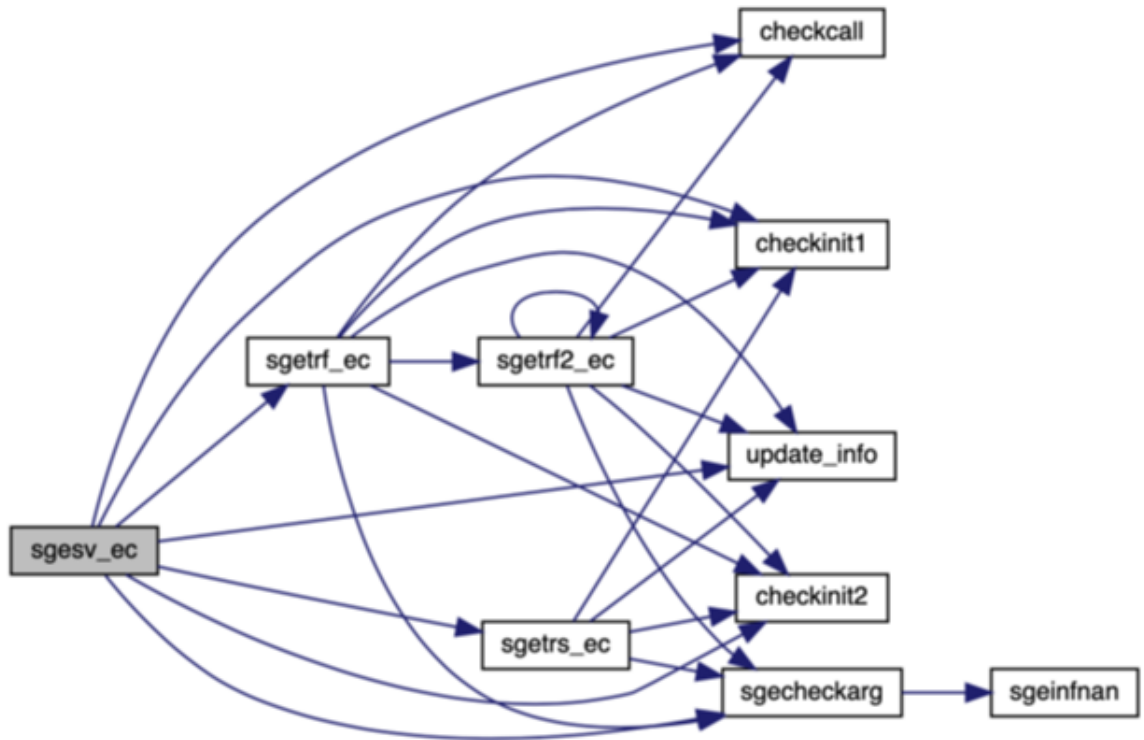 checkcall
checkinit1
sgetrf_ec
sgetrf2_ec
update_info
sgesv_ec
checkinit2
sgetrs_ec
sgecheckarg
sgeinfnan